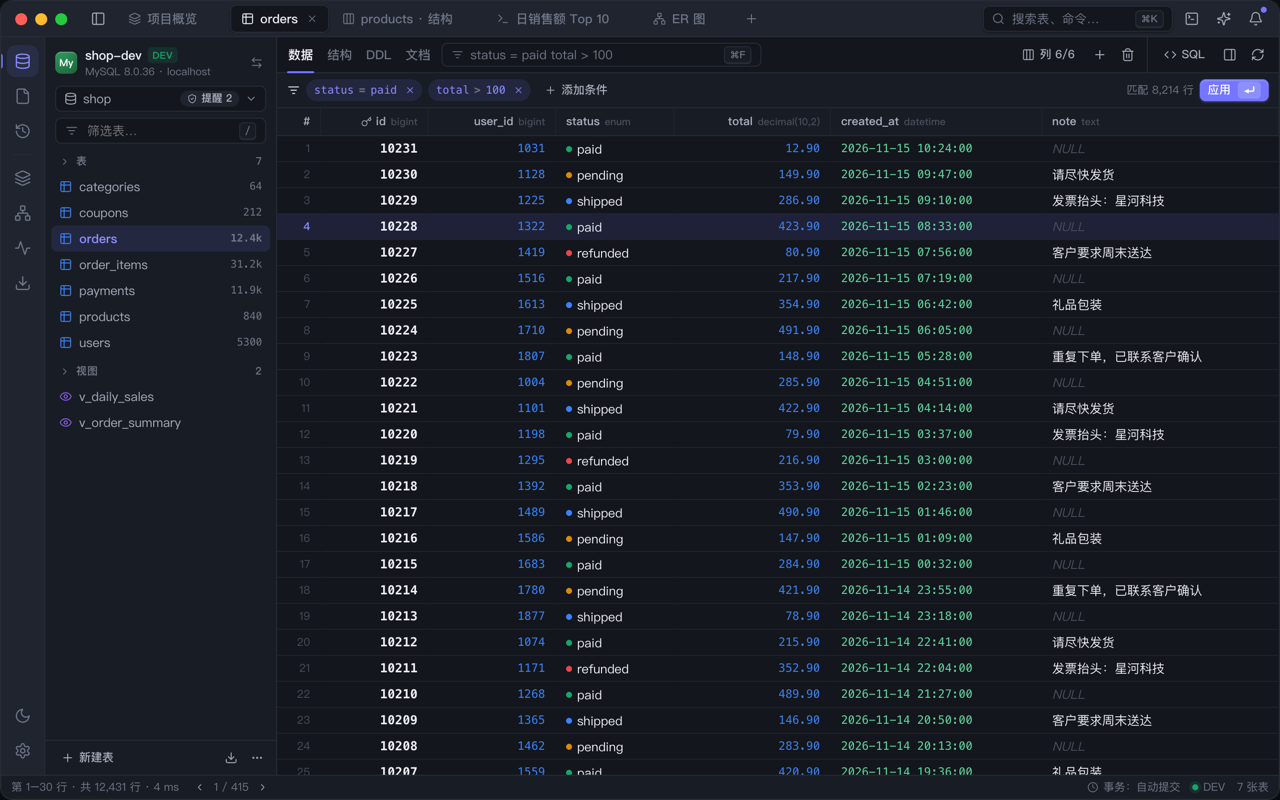 项目概览
orders
products · 结构
日销售额 Top 10
ER 图
搜索表、命令… ⌘K
My
shop-dev DEV
MySQL 8.0.36 · localhost
shop 提醒 2
筛选表… /
表 7
categories 64
coupons 212
orders 12.4k
order_items 31.2k
payments 11.9k
products 840
users 5300
视图 2
v_daily_sales
v_order_summary
新建表
数据 结构 DDL 文档 status = paid total > 100 ⌘F 列 6/6 SQL
status = paid × total > 100 × + 添加条件 匹配 8,214 行 应用
# id bigint user_id bigint status enum total decimal(10,2) created_at datetime note text
1 10231 1031 paid 12.90 2026-11-15 10:24:00 NULL
2 10230 1128 pending 149.90 2026-11-15 09:47:00 请尽快发货
3 10229 1225 shipped 286.90 2026-11-15 09:10:00 发票抬头：星河科技
4 10228 1322 paid 423.90 2026-11-15 08:33:00 NULL
5 10227 1419 refunded 80.90 2026-11-15 07:56:00 客户要求周末送达
6 10226 1516 paid 217.90 2026-11-15 07:19:00 NULL
7 10225 1613 shipped 354.90 2026-11-15 06:42:00 礼品包装
8 10224 1710 pending 491.90 2026-11-15 06:05:00 NULL
9 10223 1807 paid 148.90 2026-11-15 05:28:00 重复下单，已联系客户确认
10 10222 1004 pending 285.90 2026-11-15 04:51:00 NULL
11 10221 1101 shipped 422.90 2026-11-15 04:14:00 请尽快发货
12 10220 1198 paid 79.90 2026-11-15 03:37:00 发票抬头：星河科技
13 10219 1295 refunded 216.90 2026-11-15 03:00:00 NULL
14 10218 1392 paid 353.90 2026-11-15 02:23:00 客户要求周末送达
15 10217 1489 shipped 490.90 2026-11-15 01:46:00 NULL
16 10216 1586 pending 147.90 2026-11-15 01:09:00 礼品包装
17 10215 1683 paid 284.90 2026-11-15 00:32:00 NULL
18 10214 1780 pending 421.90 2026-11-14 23:55:00 重复下单，已联系客户确认
19 10213 1877 shipped 78.90 2026-11-14 23:18:00 NULL
20 10212 1074 paid 215.90 2026-11-14 22:41:00 请尽快发货
21 10211 1171 refunded 352.90 2026-11-14 22:04:00 发票抬头：星河科技
22 10210 1268 paid 489.90 2026-11-14 21:27:00 NULL
23 10209 1365 shipped 146.90 2026-11-14 20:50:00 客户要求周末送达
24 10208 1462 pending 283.90 2026-11-14 20:13:00 NULL
25 10207 1559 paid 420.90 2026-11-14 19:36:00 礼品包装
第 1–30 行 · 共 12,431 行 · 4 ms 1 / 415 事务：自动提交 DEV 7 张表